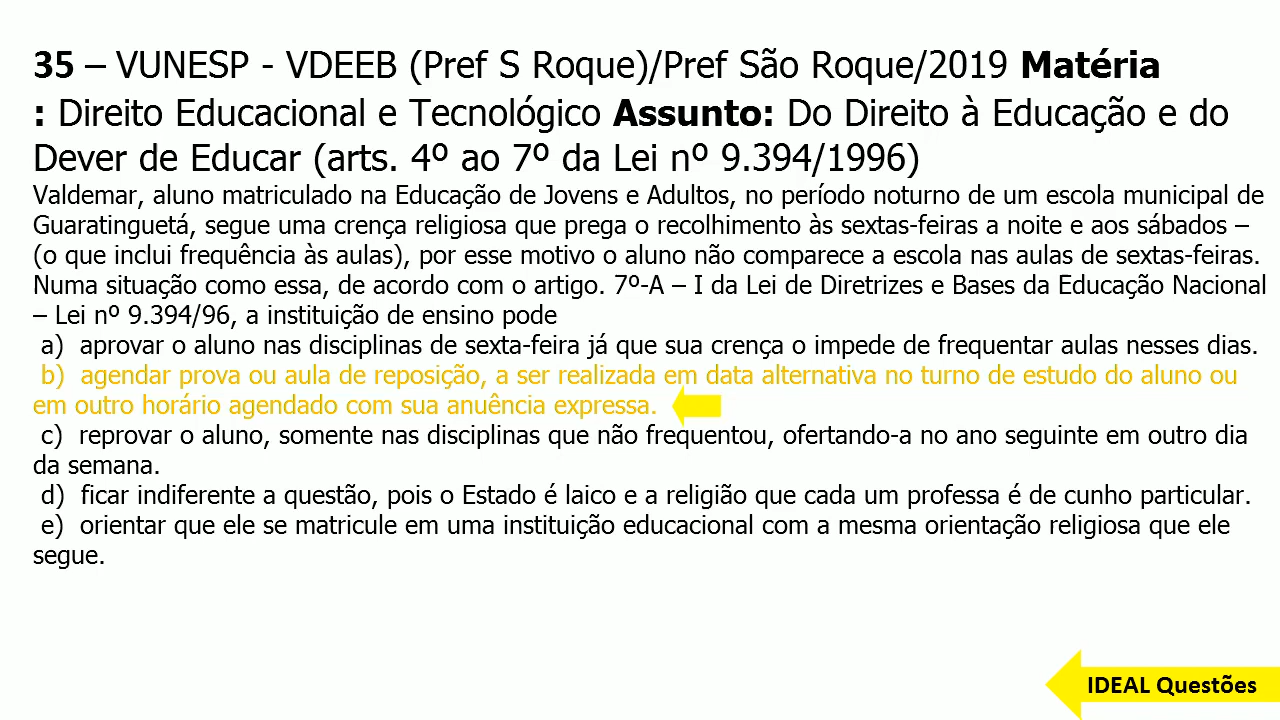 35 – VUNESP - VDEEB (Pref S Roque)/Pref São Roque/2019 Matéria
: Direito Educacional e Tecnológico Assunto: Do Direito à Educação e do
Dever de Educar (arts. 4º ao 7º da Lei nº 9.394/1996)
Valdemar, aluno matriculado na Educação de Jovens e Adultos, no período noturno de um escola municipal de
Guaratinguetá, segue uma crença religiosa que prega o recolhimento às sextas-feiras a noite e aos sábados –
(o que inclui frequência às aulas), por esse motivo o aluno não comparece a escola nas aulas de sextas-feiras.
Numa situação como essa, de acordo com o artigo. 7º-A – I da Lei de Diretrizes e Bases da Educação Nacional
– Lei nº 9.394/96, a instituição de ensino pode
a) aprovar o aluno nas disciplinas de sexta-feira já que sua crença o impede de frequentar aulas nesses dias.
b) agendar prova ou aula de reposição, a ser realizada em data alternativa no turno de estudo do aluno ou
em outro horário agendado com sua anuência expressa.
c) reprovar o aluno, somente nas disciplinas que não frequentou, ofertando-a no ano seguinte em outro dia
da semana.
d) ficar indiferente a questão, pois o Estado é laico e a religião que cada um professa é de cunho particular.
e) orientar que ele se matricule em uma instituição educacional com a mesma orientação religiosa que ele
segue.
IDEAL Questões